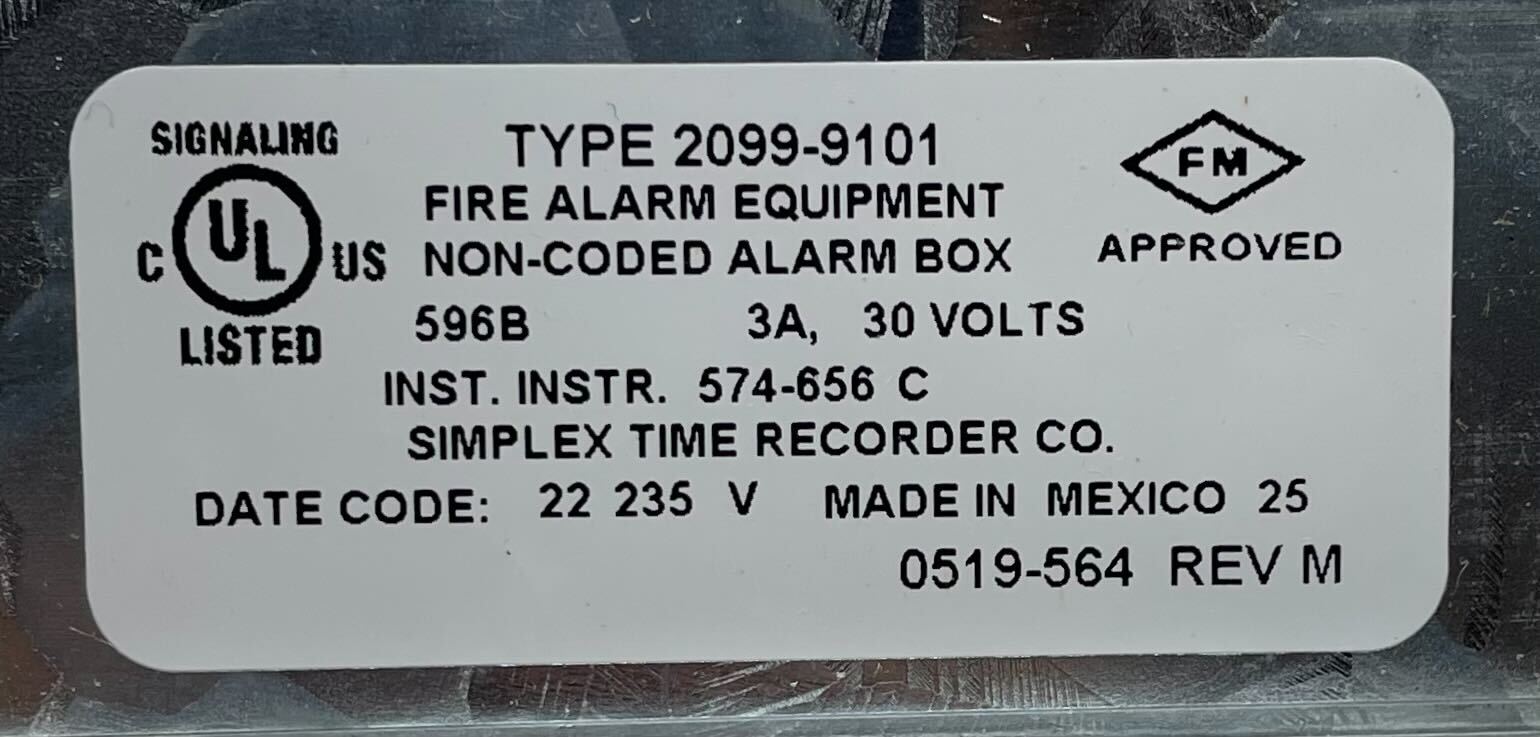 SIGNALING
C UL US
LISTED
TYPE 2099-9101
FIRE ALARM EQUIPMENT
NON-CODED ALARM BOX
FM
APPROVED
596B 3A, 30 VOLTS
INST. INSTR. 574-656 C
SIMPLEX TIME RECORDER CO.
DATE CODE: 22 235 V MADE IN MEXICO 25
0519-564 REV M